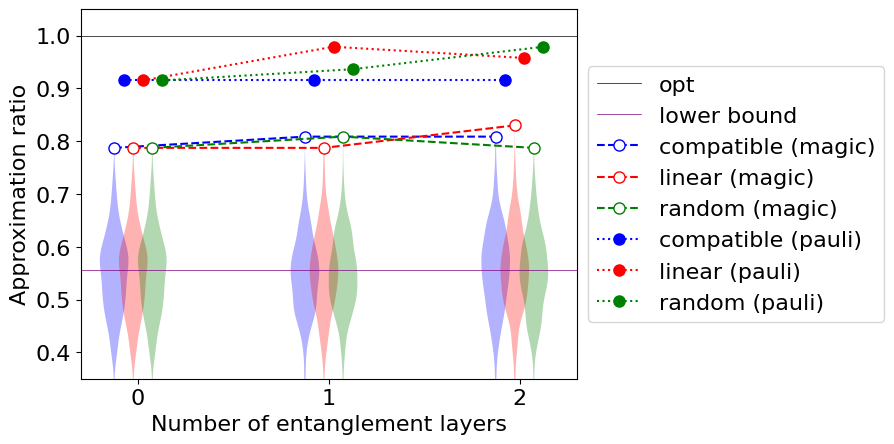 1.0
0.9
0.8
0.7
0.6
0.5
0.4
Approximation ratio
0 1 2
Number of entanglement layers
opt
lower bound
compatible (magic)
linear (magic)
random (magic)
compatible (pauli)
linear (pauli)
random (pauli)